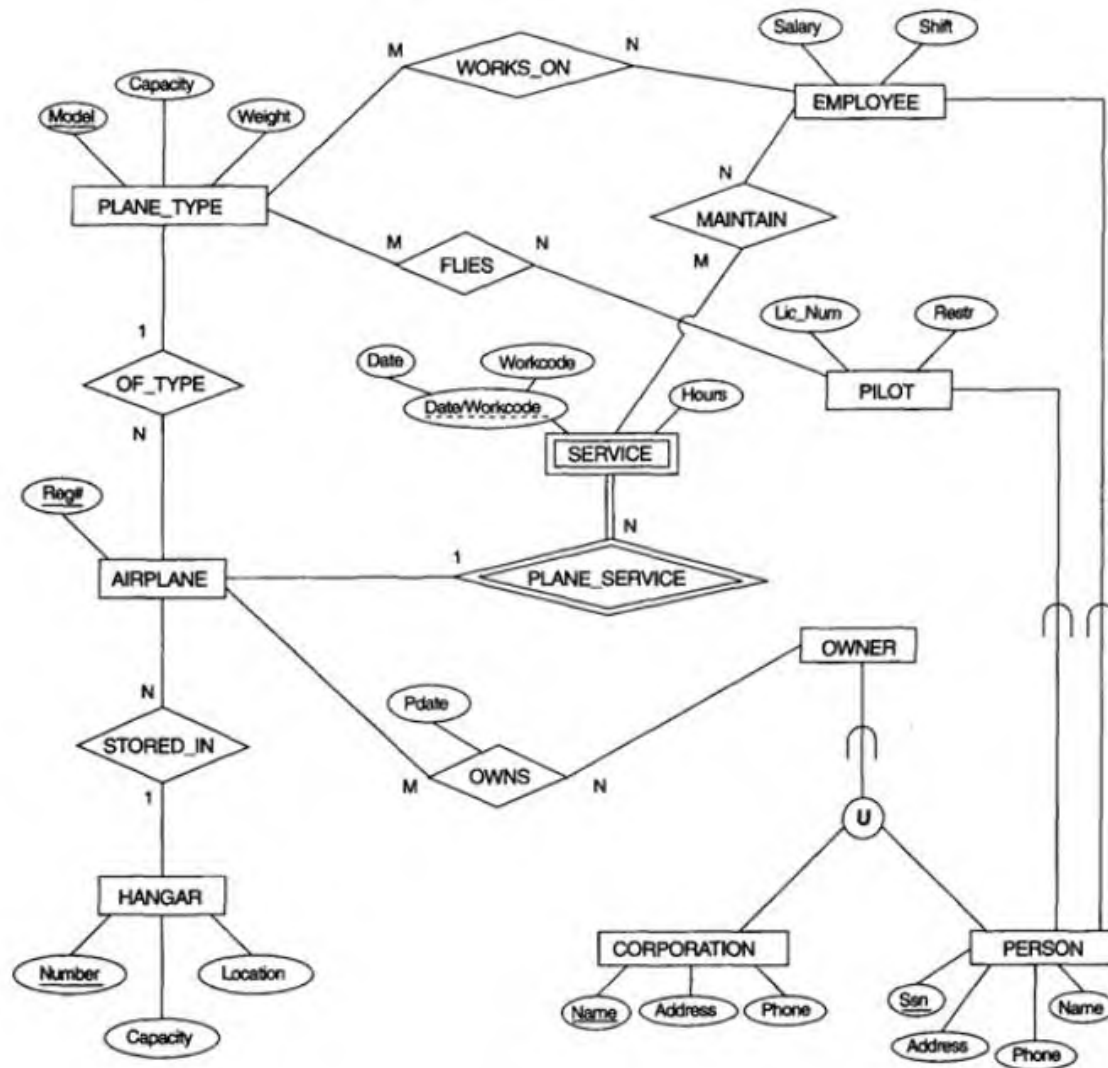 Salary
Shift
M
WORKS_ON
N
Capacity
EMPLOYEE
Model
Weight
PLANE_TYPE
N
MAINTAIN
M
FLIES
N
M
Lic_Num
Restr
1
Date
Workcode
OF_TYPE
PILOT
Date/Workcode
Hours
N
SERVICE
Reg#
N
1
AIRPLANE
PLANE_SERVICE
OWNER
N
Pdate
STORED_IN
OWNS
M
N
1
U
HANGAR
CORPORATION
PERSON
Number
Location
Name
Address
Phone
Ssn
Name
Capacity
Address
Phone